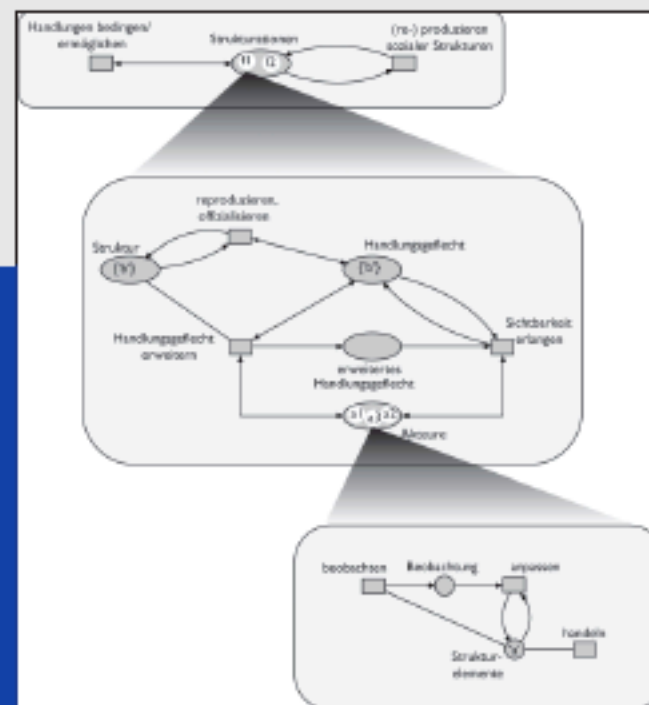 Handlungen bedingen/
ermöglichen
Strukturationen
(re-) produzieren
sozialer Strukturen
reproduzieren,
offizialisieren
Struktur
Handlungsgeflecht
Handlungsgeflecht
erweitern
Sichtbarkeit
erlangen
erweitertes
Handlungsgeflecht
Akteure
beobachten
Beobachtung
anpassen
handeln
Struktur-
elemente